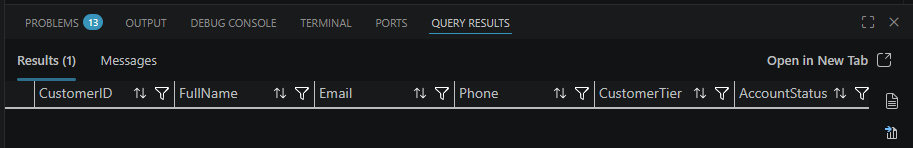 PROBLEMS 13 OUTPUT DEBUG CONSOLE TERMINAL PORTS QUERY RESULTS
Results (1) Messages Open in New Tab
CustomerID FullName Email Phone CustomerTier AccountStatus